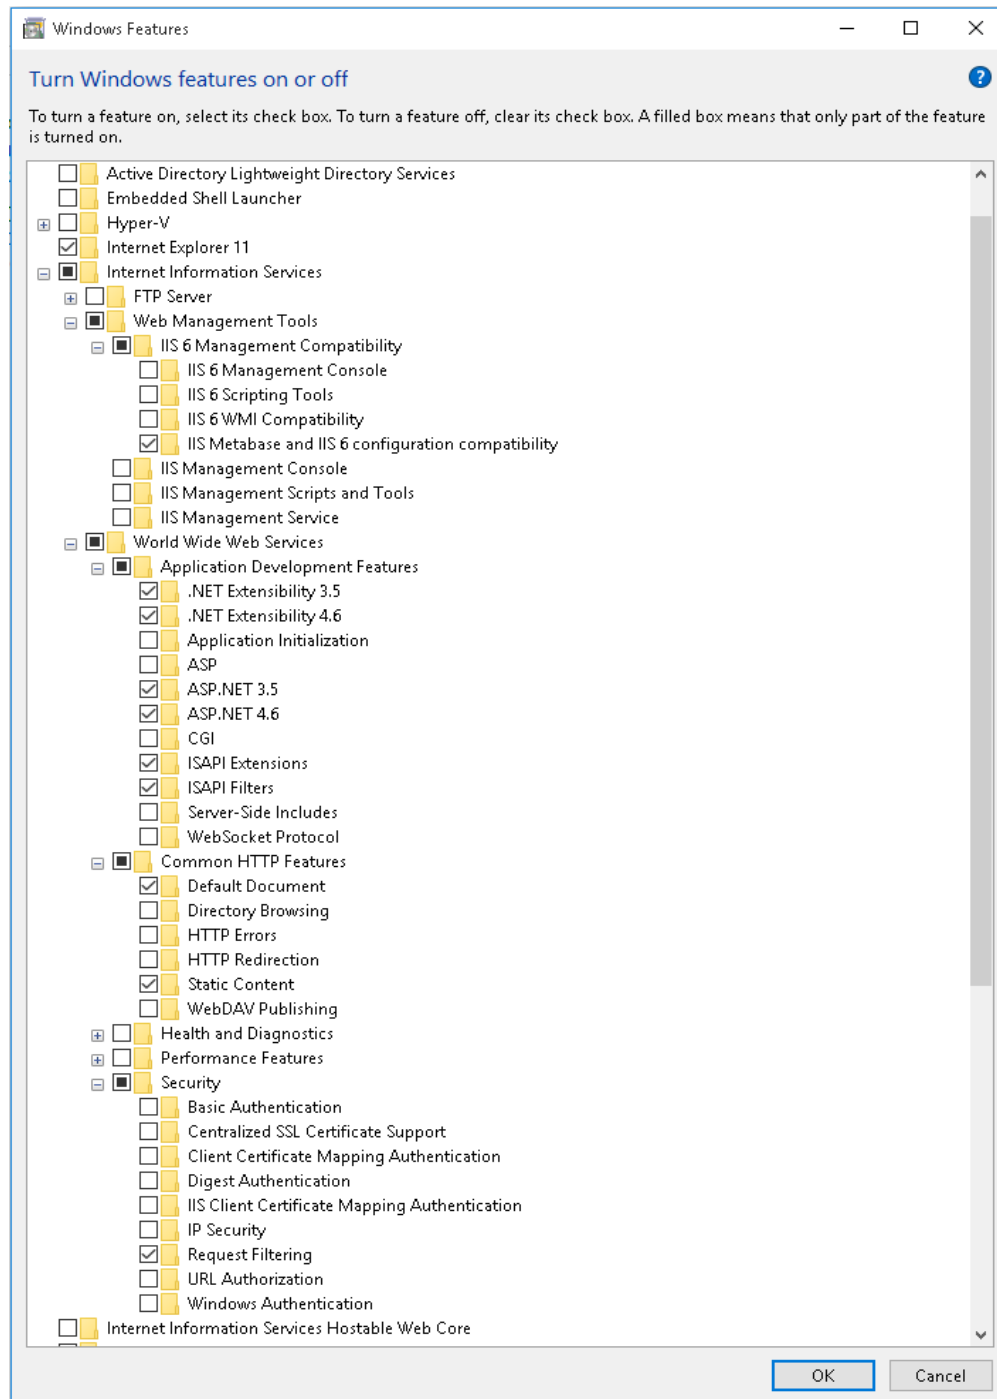 Windows Features
Turn Windows features on or off
?
To turn a feature on, select its check box. To turn a feature off, clear its check box. A filled box means that only part of the feature
is turned on.
Active Directory Lightweight Directory Services
Embedded Shell Launcher
Hyper-V
Internet Explorer 11
Internet Information Services
FTP Server
Web Management Tools
IIS 6 Management Compatibility
IIS 6 Management Console
IIS 6 Scripting Tools
IIS 6 WMI Compatibility
IIS Metabase and IIS 6 configuration compatibility
IIS Management Console
IIS Management Scripts and Tools
IIS Management Service
World Wide Web Services
Application Development Features
.NET Extensibility 3.5
.NET Extensibility 4.6
Application Initialization
ASP
ASP.NET 3.5
ASP.NET 4.6
CGI
ISAPI Extensions
ISAPI Filters
Server-Side Includes
WebSocket Protocol
Common HTTP Features
Default Document
Directory Browsing
HTTP Errors
HTTP Redirection
Static Content
WebDAV Publishing
Health and Diagnostics
Performance Features
Security
Basic Authentication
Centralized SSL Certificate Support
Client Certificate Mapping Authentication
Digest Authentication
IIS Client Certificate Mapping Authentication
IP Security
Request Filtering
URL Authorization
Windows Authentication
Internet Information Services Hostable Web Core
OK Cancel